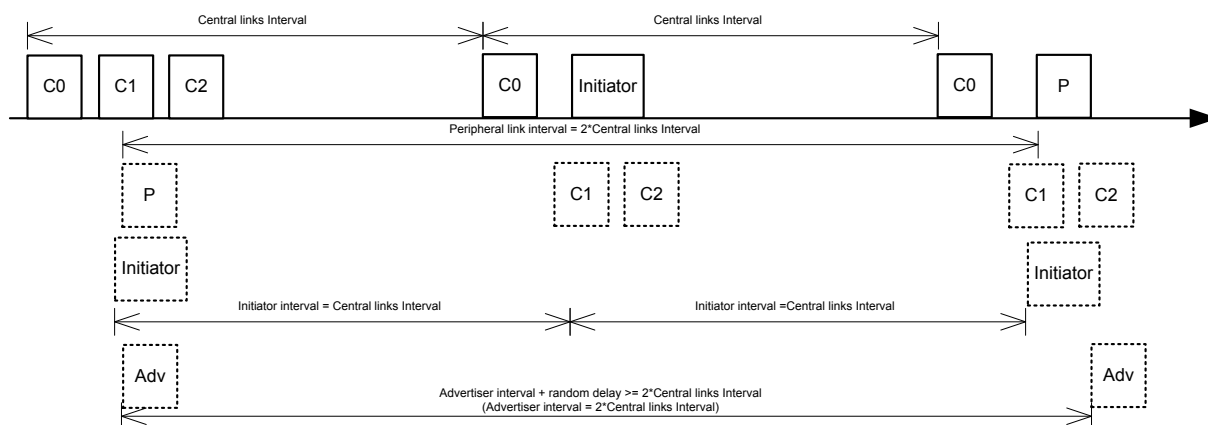 Central links Interval
Central links Interval
C0
C1
C2
C0
Initiator
C0
P
Peripheral link interval = 2*Central links Interval
P
C1
C2
C1
C2
Initiator
Initiator
Initiator interval = Central links Interval
Initiator interval =Central links Interval
Adv
Adv
Advertiser interval + random delay >= 2*Central links Interval
(Advertiser interval = 2*Central links Interval)